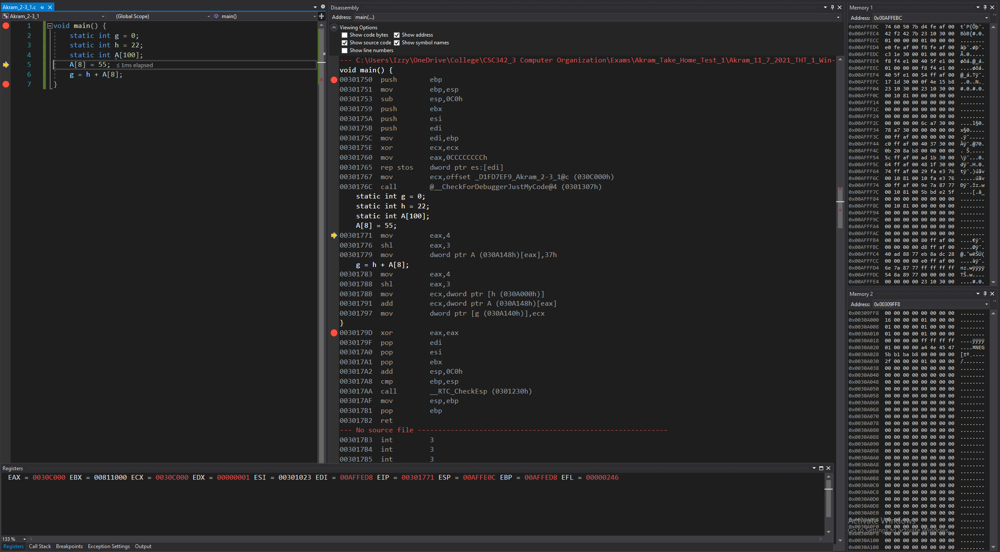 Akram_2-3_1.c
Akram_2-3_1 (Global Scope) main()
1 void main() {
2 static int g = 0;
3 static int h = 22;
4 static int A[100];
5 A[8] = 55; ≤ 1ms elapsed
6 g = h + A[8];
7 }
Disassembly
Address: main(...)
Viewing Options
Show code bytes Show address
Show source code Show symbol names
Show line numbers
--- C:\Users\Izzy\OneDrive\College\CSC342_3 Computer Organization\Exams\Akram_Take_Home_Test_1\Akram_11_7_2021_THT_1_Win-
void main() {
00301750 push ebp
00301751 mov ebp,esp
00301753 sub esp,0C0h
00301759 push ebx
0030175A push esi
0030175B push edi
0030175C mov edi,ebp
0030175E xor ecx,ecx
00301760 mov eax,0CCCCCCCCh
00301765 rep stos dword ptr es:[edi]
00301767 mov ecx,offset _D1FD7EF9_Akram_2-3_1@c (030C000h)
0030176C call @__CheckForDebuggerJustMyCode@4 (0301307h)
static int g = 0;
static int h = 22;
static int A[100];
A[8] = 55;
00301771 mov eax,4
00301776 shl eax,3
00301779 mov dword ptr A (030A148h)[eax],37h
g = h + A[8];
00301783 mov eax,4
00301788 shl eax,3
0030178B mov ecx,dword ptr [h (030A000h)]
00301791 add ecx,dword ptr A (030A148h)[eax]
00301797 mov dword ptr [g (030A140h)],ecx
}
0030179D xor eax,eax
0030179F pop edi
003017A0 pop esi
003017A1 pop ebx
003017A2 add esp,0C0h
003017A8 cmp ebp,esp
003017AA call __RTC_CheckEsp (0301230h)
003017AF mov esp,ebp
003017B1 pop ebp
003017B2 ret
--- No source file -------------------------------------------------------------
003017B3 int 3
003017B4 int 3
003017B5 int 3
Memory 1
Address: 0x00AFFEBC
0x00AFFEBC 74 60 50 7b d4 fe af 00 t`P{Ôþ¯.
0x00AFFEC4 42 f2 42 7b 23 10 30 00 BòB{#.0.
0x00AFFECC 01 00 00 00 01 00 00 00 ........
0x00AFFED4 e0 fe af 00 f8 fe af 00 àþ¯.øþ¯.
0x00AFFEDC c3 1e 30 00 01 00 00 00 Ã.0.....
0x00AFFEE4 f8 f4 e1 00 40 5f e1 00 øôá.@_á.
0x00AFFEEC 01 00 00 00 f8 f4 e1 00 ....øôá.
0x00AFFEF4 40 5f e1 00 54 ff af 00 @_á.Tÿ¯.
0x00AFFEFC 17 1d 30 00 0f 4e 15 b8 ..0..N.¸
0x00AFFF04 23 10 30 00 23 10 30 00 #.0.#.0.
0x00AFFF0C 00 10 81 00 00 00 00 00 ........
0x00AFFF14 00 00 00 00 00 00 00 00 ........
0x00AFFF1C 00 00 00 00 00 00 00 00 ........
0x00AFFF24 00 00 00 00 00 00 00 00 ........
0x00AFFF2C 00 00 00 00 6c a7 30 00 ....l§0.
0x00AFFF34 78 a7 30 00 00 00 00 00 x§0.....
0x00AFFF3C 00 ff af 00 00 00 00 00 .ÿ¯.....
0x00AFFF44 c0 ff af 00 40 37 30 00 Àÿ¯.@70.
0x00AFFF4C 0b 20 8a b8 00 00 00 00 . Š¸....
0x00AFFF54 5c ff af 00 ad 1b 30 00 \ÿ¯...0.
0x00AFFF5C 64 ff af 00 48 1f 30 00 dÿ¯.H.0.
0x00AFFF64 74 ff af 00 29 fa e3 76 tÿ¯.)úãv
0x00AFFF6C 00 10 81 00 10 fa e3 76 .....úãv
0x00AFFF74 d0 ff af 00 9e 7a 87 77 Ðÿ¯.žz.w
0x00AFFF7C 00 10 81 00 5b bd e2 5f ....[.â_
0x00AFFF84 00 00 00 00 00 00 00 00 ........
0x00AFFF8C 00 10 81 00 00 00 00 00 ........
0x00AFFF94 00 00 00 00 00 00 00 00 ........
0x00AFFF9C 00 00 00 00 00 00 00 00 ........
0x00AFFFA4 00 00 00 00 00 00 00 00 ........
0x00AFFFAC 00 00 00 00 00 00 00 00 ........
0x00AFFFB4 00 00 00 00 80 ff af 00 ....€ÿ¯.
0x00AFFFBC 00 00 00 00 d8 ff af 00 ....Øÿ¯.
0x00AFFFC4 40 ad 88 77 eb 8a dc 28 @.ˆwëŠÜ(
0x00AFFFCC 00 00 00 00 e0 ff af 00 ....àÿ¯.
0x00AFFFD4 6e 7a 87 77 ff ff ff ff nz.wÿÿÿÿ
0x00AFFFDC 54 8a 89 77 00 00 00 00 TŠ.w....
0x00AFFFE4 00 00 00 00 23 10 30 00 ....#.0.
Memory 2
Address: 0x00309FF8
0x00309FF8 00 00 00 00 00 00 00 00 ........
0x0030A000 16 00 00 00 01 00 00 00 ........
0x0030A008 01 00 00 00 01 00 00 00 ........
0x0030A010 01 00 00 00 01 00 00 00 ........
0x0030A018 00 00 00 00 ff ff ff ff ....ÿÿÿÿ
0x0030A020 01 00 00 00 a4 4e 45 47 ....¤NEG
0x0030A028 5b b1 ba b8 00 00 00 00 [±º¸....
0x0030A030 2f 00 00 00 01 00 00 00 /.......
0x0030A038 00 00 00 00 00 00 00 00 ........
0x0030A040 00 00 00 00 00 00 00 00 ........
0x0030A048 00 00 00 00 00 00 00 00 ........
0x0030A050 00 00 00 00 00 00 00 00 ........
0x0030A058 00 00 00 00 00 00 00 00 ........
0x0030A060 00 00 00 00 00 00 00 00 ........
0x0030A068 00 00 00 00 00 00 00 00 ........
0x0030A070 00 00 00 00 00 00 00 00 ........
0x0030A078 00 00 00 00 00 00 00 00 ........
0x0030A080 00 00 00 00 00 00 00 00 ........
0x0030A088 00 00 00 00 00 00 00 00 ........
0x0030A090 00 00 00 00 00 00 00 00 ........
0x0030A098 00 00 00 00 00 00 00 00 ........
0x0030A0A0 00 00 00 00 00 00 00 00 ........
0x0030A0A8 00 00 00 00 00 00 00 00 ........
0x0030A0B0 00 00 00 00 00 00 00 00 ........
0x0030A0B8 00 00 00 00 00 00 00 00 ........
0x0030A0C0 00 00 00 00 00 00 00 00 ........
0x0030A0C8 00 00 00 00 00 00 00 00 ........
0x0030A0D0 00 00 00 00 00 00 00 00 ........
0x0030A0D8 00 00 00 00 00 00 00 00 ........
0x0030A0E0 00 00 00 00 00 00 00 00 ........
0x0030A0E8 00 00 00 00 00 00 00 00 ........
0x0030A0F0 00 00 00 00 00 00 00 00 ........
0x0030A0F8 00 00 00 00 00 00 00 00 ........
0x0030A100 00 00 00 00 00 00 00 00 ........
0x0030A108 00 00 00 00 00 00 00 00 ........
Activate Windows
Go to Settings to activate Windows.
Registers
EAX = 0030C000 EBX = 00811000 ECX = 0030C000 EDX = 00000001 ESI = 00301023 EDI = 00AFFED8 EIP = 00301771 ESP = 00AFFE0C EBP = 00AFFED8 EFL = 00000246
133 %
Registers Call Stack Breakpoints Exception Settings Output